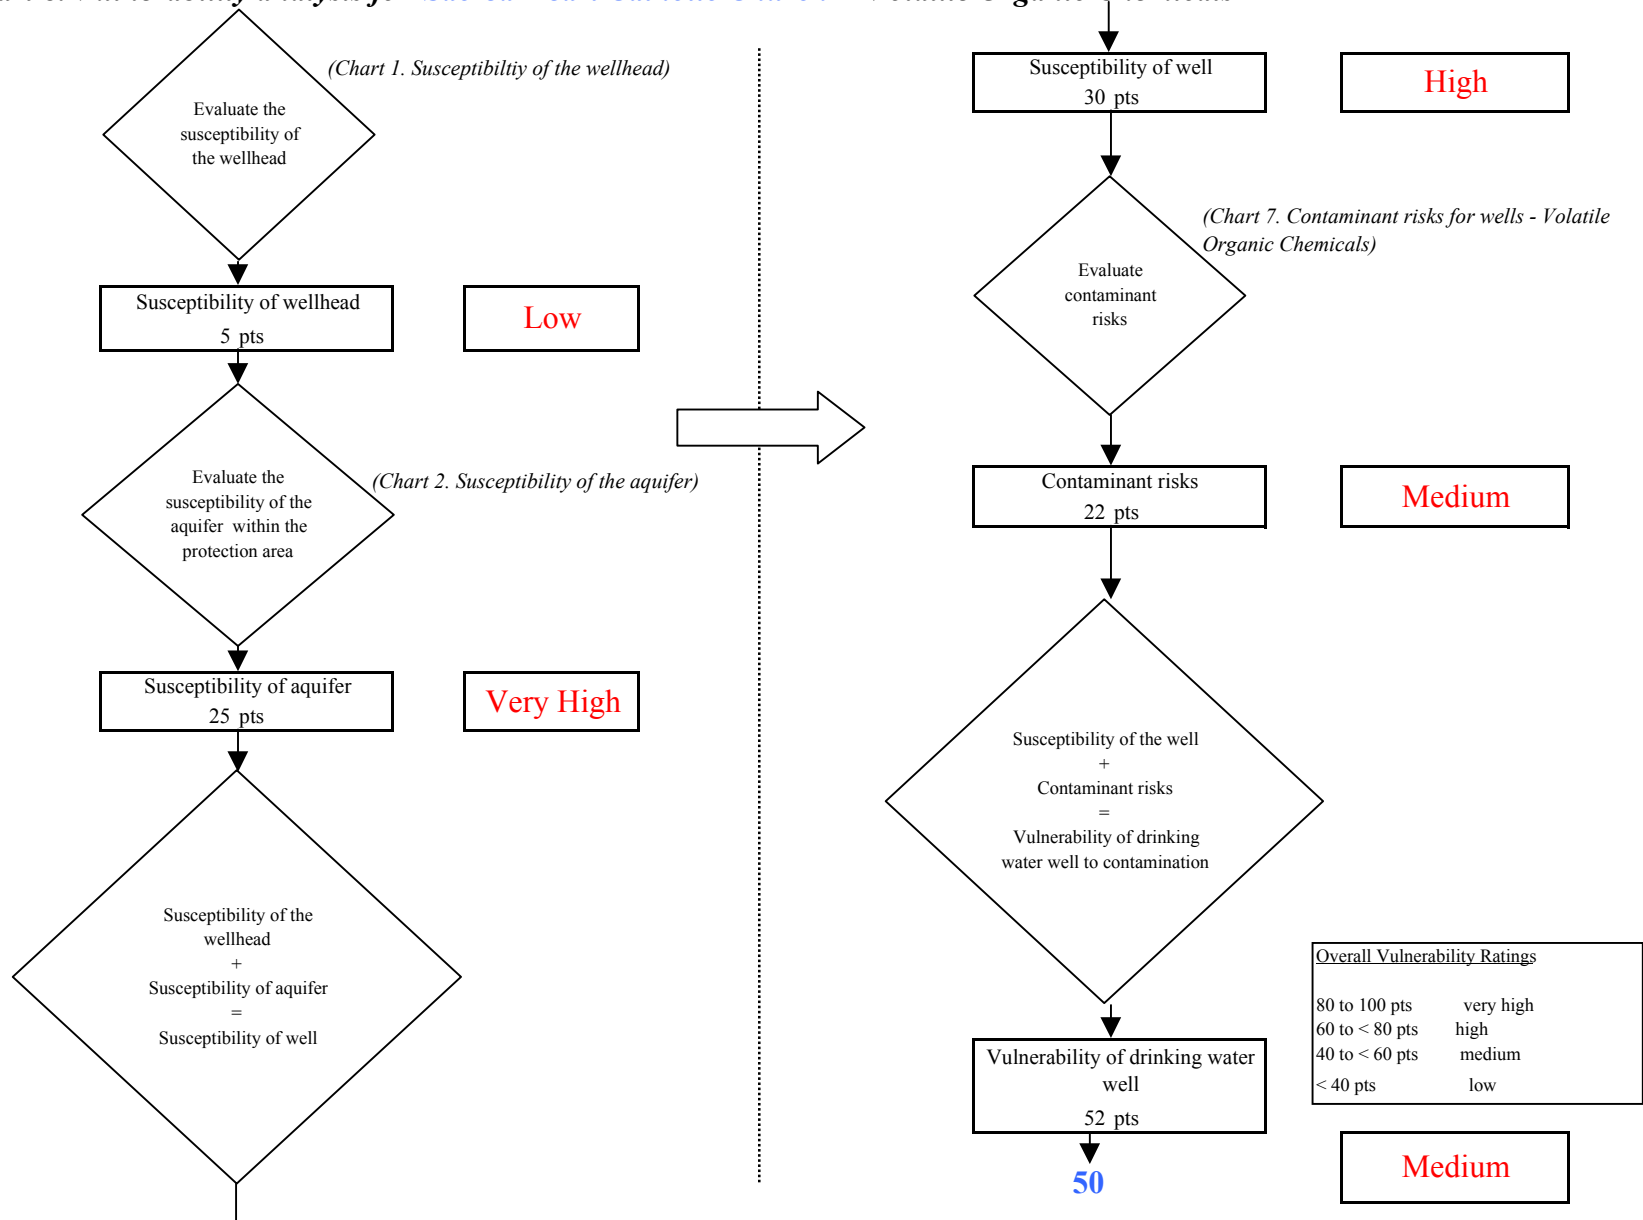 (Chart 1. Susceptibiltiy of the wellhead)
Evaluate the
susceptibility of
the wellhead
Susceptibility of wellhead
5 pts
Low
Evaluate the
susceptibility of the
aquifer within the
protection area
(Chart 2. Susceptibility of the aquifer)
Susceptibility of aquifer
25 pts
Very High
Susceptibility of the
wellhead
+
Susceptibility of aquifer
=
Susceptibility of well
Susceptibility of well
30 pts
High
(Chart 7. Contaminant risks for wells - Volatile
Organic Chemicals)
Evaluate
contaminant
risks
Contaminant risks
22 pts
Medium
Susceptibility of the well
+
Contaminant risks
=
Vulnerability of drinking
water well to contamination
Overall Vulnerability Ratings
80 to 100 pts very high
60 to < 80 pts high
40 to < 60 pts medium
< 40 pts low
Vulnerability of drinking water
well
52 pts
50
Medium